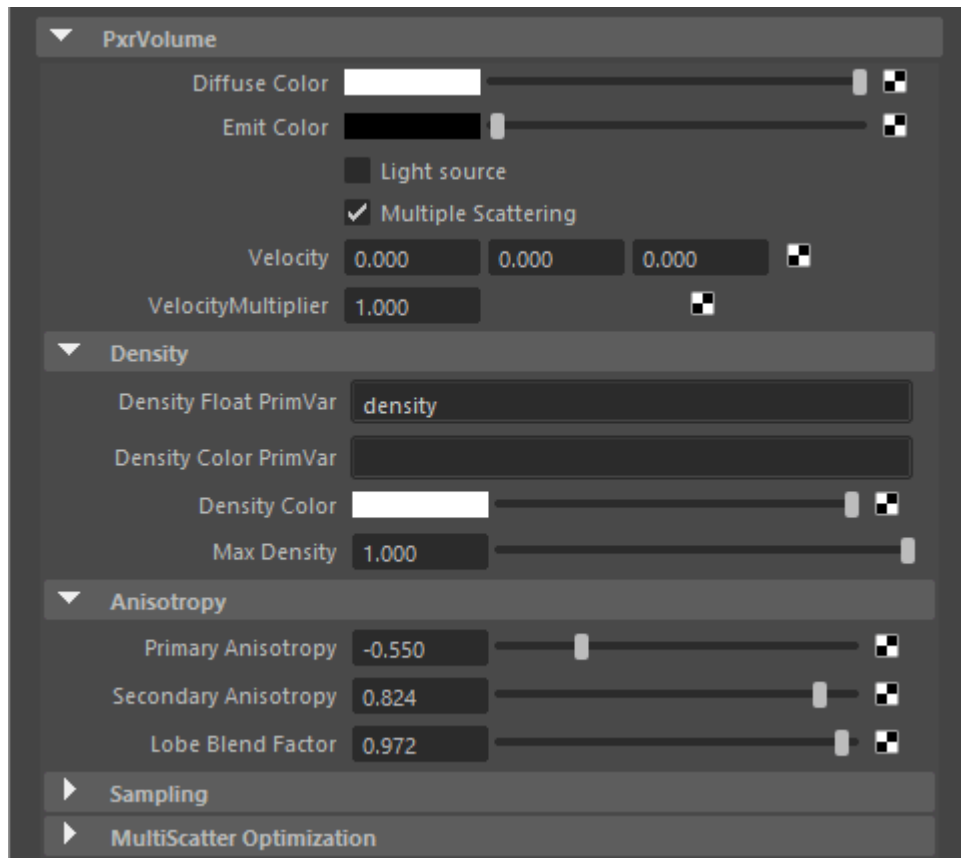 PxrVolume
Diffuse Color
Emit Color
Light source
Multiple Scattering
Velocity 0.000 0.000 0.000
VelocityMultiplier 1.000
Density
Density Float PrimVar density
Density Color PrimVar
Density Color
Max Density 1.000
Anisotropy
Primary Anisotropy -0.550
Secondary Anisotropy 0.824
Lobe Blend Factor 0.972
Sampling
MultiScatter Optimization